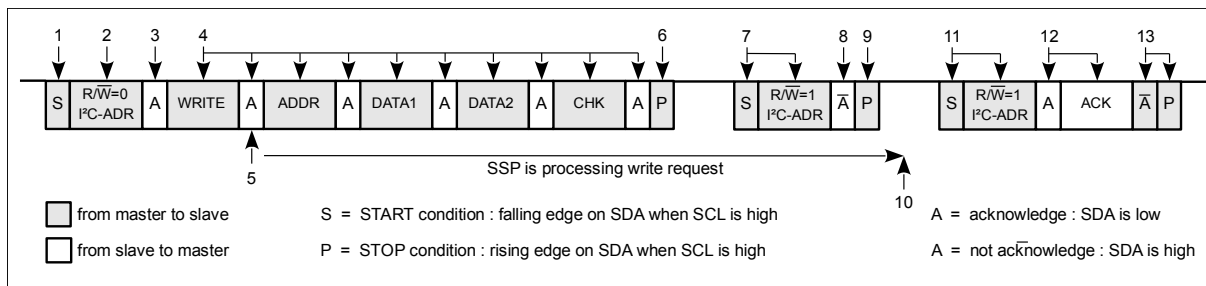 1 2 3 4 6 7 8 9 11 12 13
S R/W̅=0 I²C-ADR A WRITE A ADDR A DATA1 A DATA2 A CHK A P
S R/W̅=1 I²C-ADR A̅ P
S R/W̅=1 I²C-ADR A ACK A̅ P
5 SSP is processing write request 10
from master to slave
S = START condition : falling edge on SDA when SCL is high
A = acknowledge : SDA is low
from slave to master
P = STOP condition : rising edge on SDA when SCL is high
A = not ack̅nowledge : SDA is high